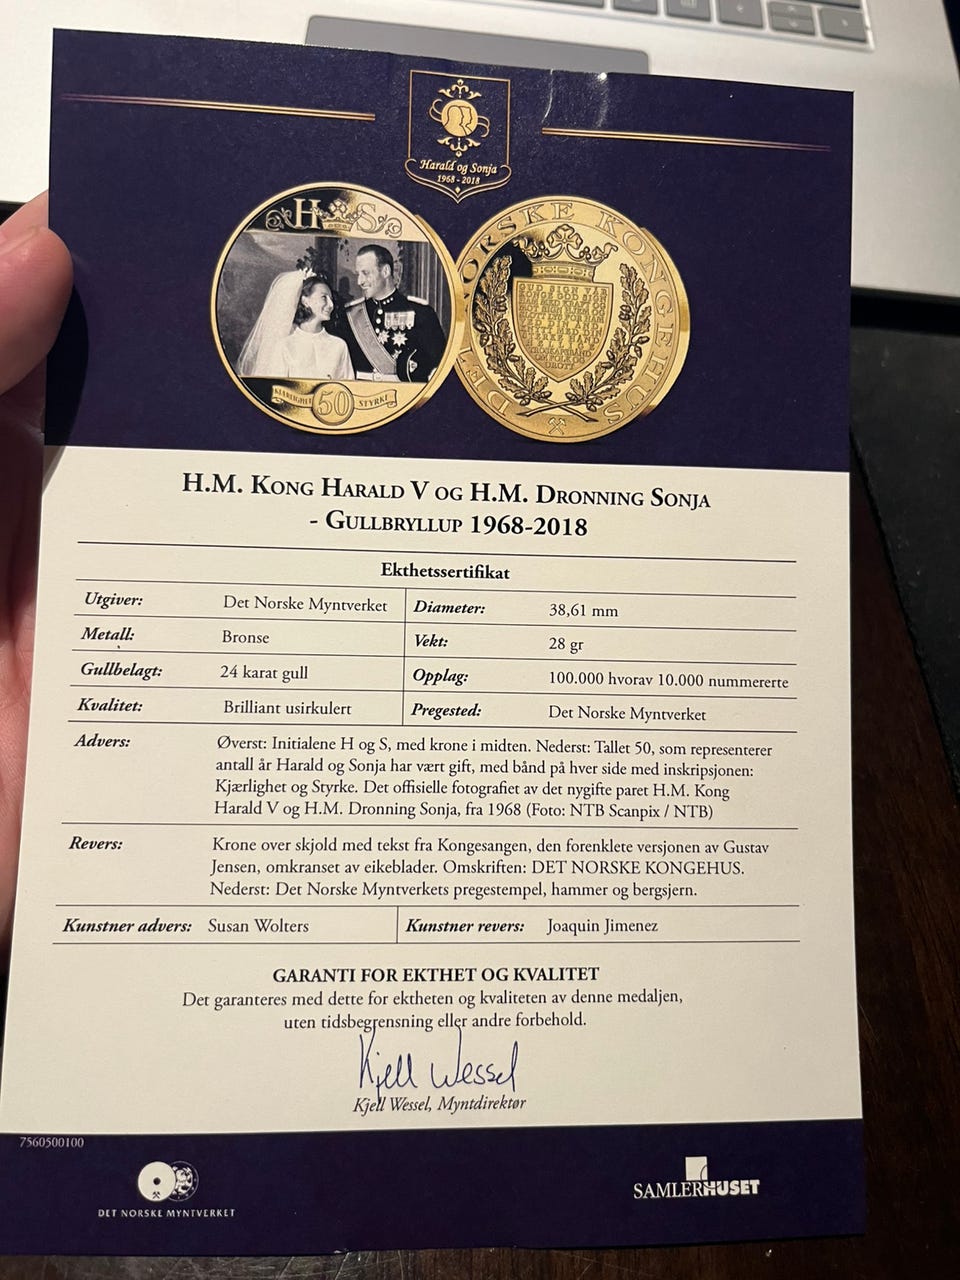 Harald og Sonja
1968 - 2018
H S
KJÆRLIGHET 50 STYRKE
DET NORSKE KONGEHUS
GUD SIGN VÅR
KONGE GOD
H.M. KONG HARALD V OG H.M. DRONNING SONJA
- GULLBRYLLUP 1968-2018
Ekthetssertifikat
Utgiver: Det Norske Myntverket Diameter: 38,61 mm
Metall: Bronse Vekt: 28 gr
Gullbelagt: 24 karat gull Opplag: 100.000 hvorav 10.000 nummererte
Kvalitet: Brilliant usirkulert Pregested: Det Norske Myntverket
Advers: Øverst: Initialene H og S, med krone i midten. Nederst: Tallet 50, som representerer
antall år Harald og Sonja har vært gift, med bånd på hver side med inskripsjonen:
Kjærlighet og Styrke. Det offisielle fotografiet av det nygifte paret H.M. Kong
Harald V og H.M. Dronning Sonja, fra 1968 (Foto: NTB Scanpix / NTB)
Revers: Krone over skjold med tekst fra Kongesangen, den forenklete versjonen av Gustav
Jensen, omkranset av eikeblader. Omskriften: DET NORSKE KONGEHUS.
Nederst: Det Norske Myntverkets pregestempel, hammer og bergsjern.
Kunstner advers: Susan Wolters Kunstner revers: Joaquin Jimenez
GARANTI FOR EKTHET OG KVALITET
Det garanteres med dette for ektheten og kvaliteten av denne medaljen,
uten tidsbegrensning eller andre forbehold.
Kjell Wessel
Kjell Wessel, Myntdirektør
7560500100
DET NORSKE MYNTVERKET
SAMLERHUSET